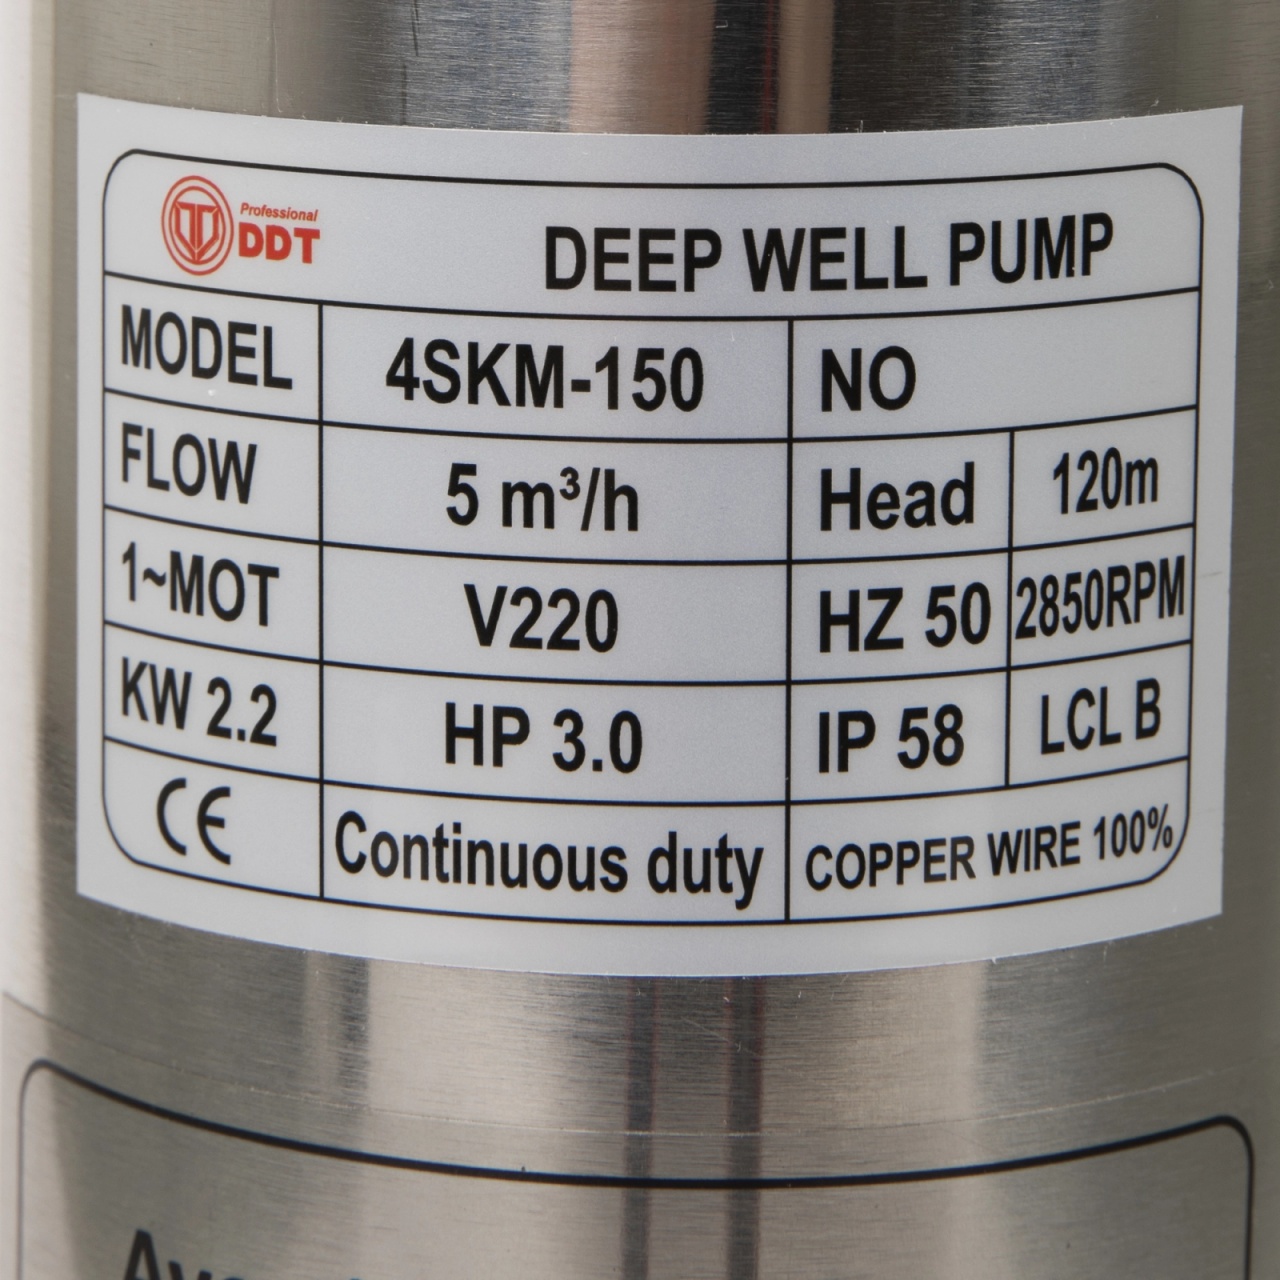 Professional
DDT
DEEP WELL PUMP
MODEL 4SKM-150 NO
FLOW 5 m³/h Head 120m
1~MOT V220 HZ 50 2850RPM
KW 2.2 HP 3.0 IP 58 LCL B
CE Continuous duty COPPER WIRE 100%